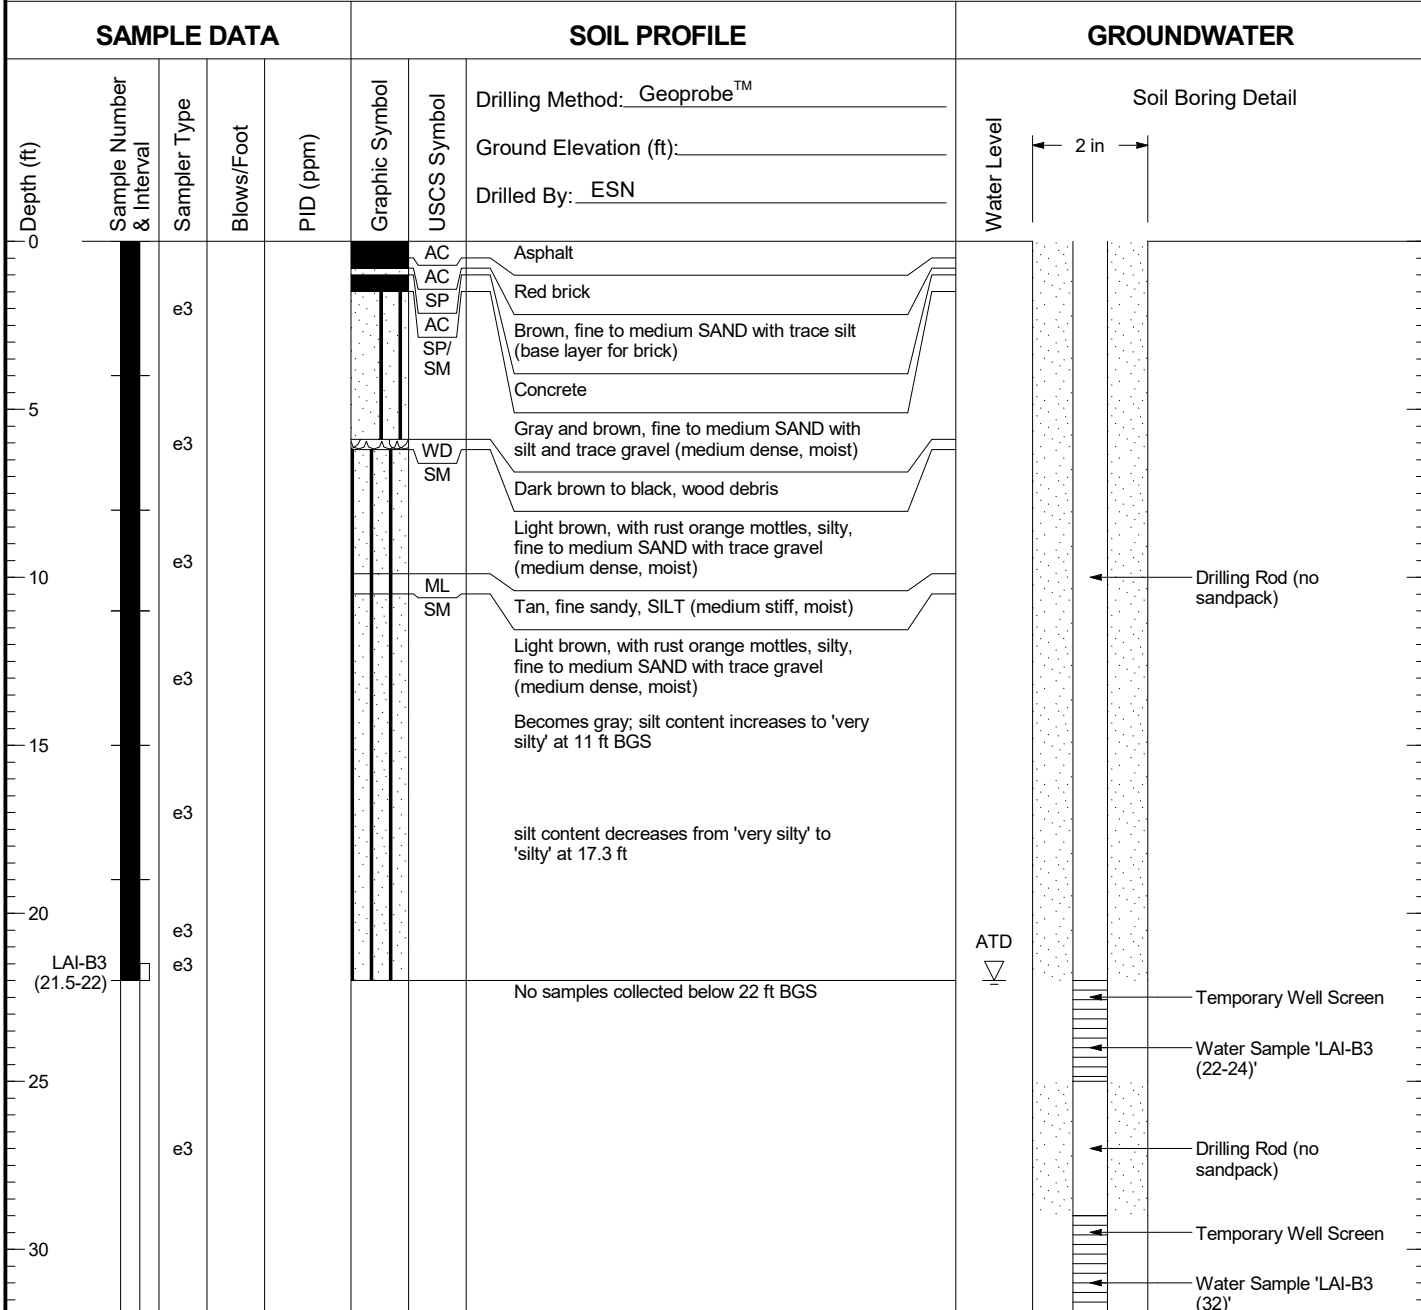 SAMPLE DATA
SOIL PROFILE
GROUNDWATER
Depth (ft)
Sample Number
& Interval
Sampler Type
Blows/Foot
PID (ppm)
Graphic Symbol
USCS Symbol
Drilling Method: Geoprobe™
Ground Elevation (ft):
Drilled By: ESN
Water Level
Soil Boring Detail
2 in
0
AC
Asphalt
AC
Red brick
SP
e3
AC
Brown, fine to medium SAND with trace silt
(base layer for brick)
SP/
SM
Concrete
5
Gray and brown, fine to medium SAND with
silt and trace gravel (medium dense, moist)
e3
WD
SM
Dark brown to black, wood debris
Light brown, with rust orange mottles, silty,
fine to medium SAND with trace gravel
(medium dense, moist)
e3
10
ML
SM
Tan, fine sandy, SILT (medium stiff, moist)
Drilling Rod (no
sandpack)
Light brown, with rust orange mottles, silty,
fine to medium SAND with trace gravel
(medium dense, moist)
e3
Becomes gray; silt content increases to 'very
silty' at 11 ft BGS
15
e3
silt content decreases from 'very silty' to
'silty' at 17.3 ft
20
e3
ATD
LAI-B3
(21.5-22)
e3
No samples collected below 22 ft BGS
Temporary Well Screen
Water Sample 'LAI-B3
(22-24)'
25
e3
Drilling Rod (no
sandpack)
Temporary Well Screen
30
Water Sample 'LAI-B3
(32)'